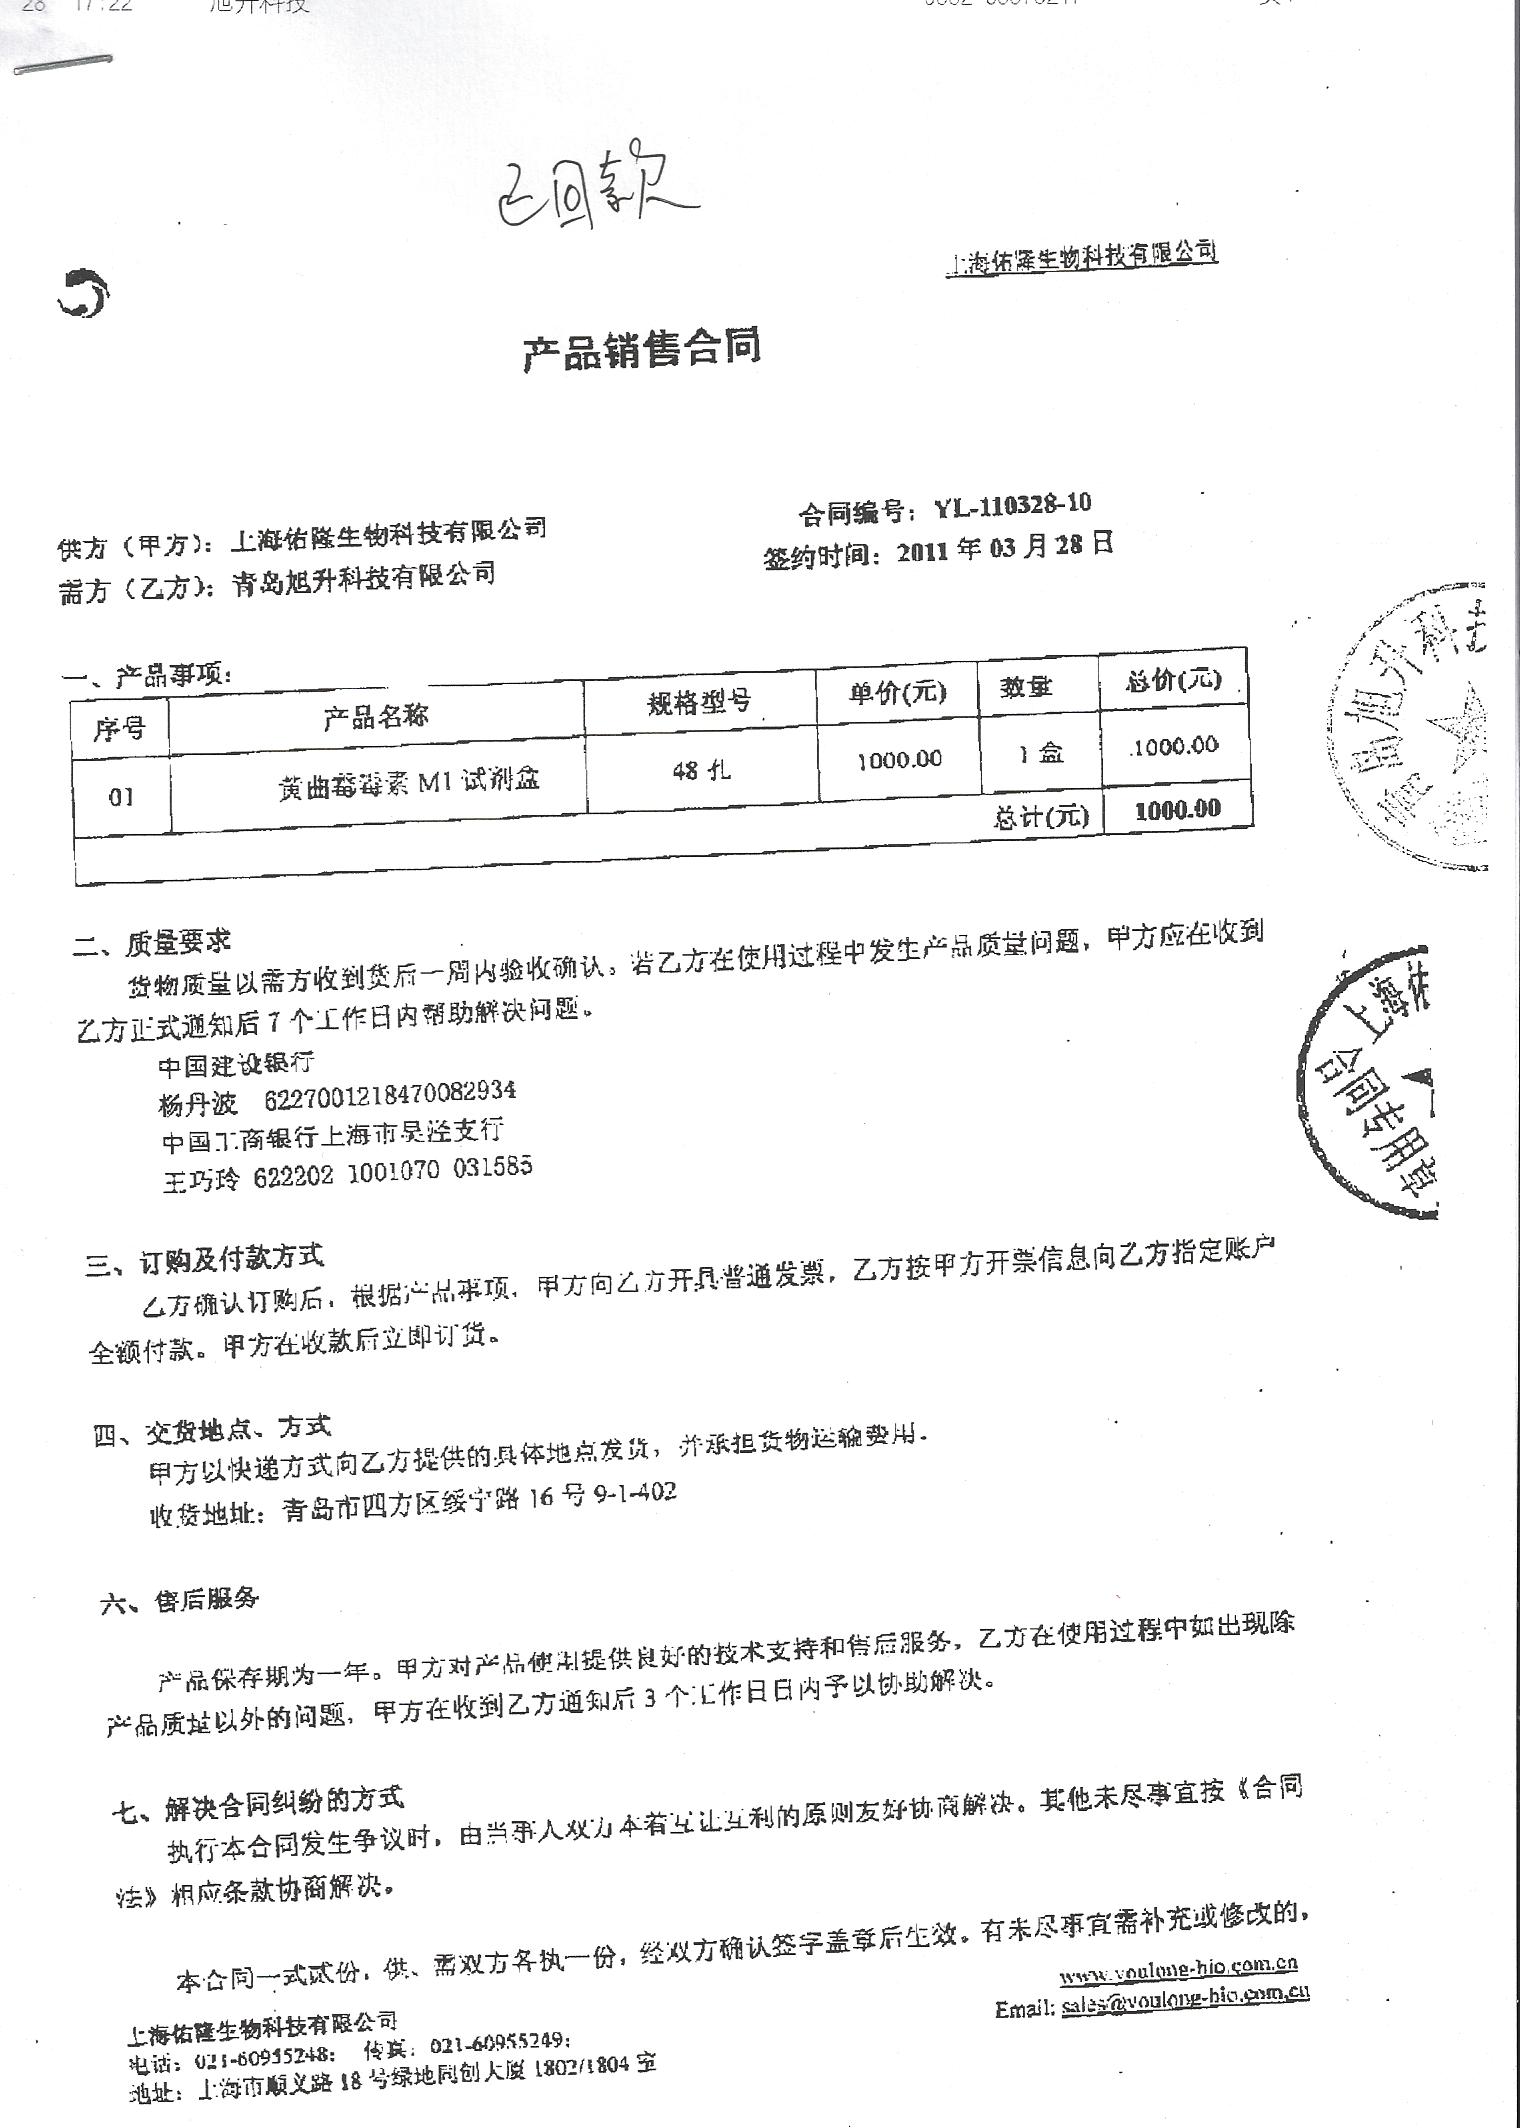 28 17:22 旭升科技
已回款
上海佑隆生物科技有限公司
产品销售合同
合同编号：YL-110328-10
供方（甲方）：上海佑隆生物科技有限公司
签约时间：2011 年 03 月 28 日
需方（乙方）：青岛旭升科技有限公司
一、产品事项：
序号 产品名称 规格型号 单价(元) 数量 总价(元)
01 黄曲霉毒素 M1 试剂盒 48 孔 1000.00 1 盒 1000.00
总计(元) 1000.00
青岛旭升科技
二、质量要求
货物质量以需方收到货后一周内验收确认。若乙方在使用过程中发生产品质量问题，甲方应在收到
乙方正式通知后 7 个工作日内帮助解决问题。
中国建设银行
杨丹波 6227001218470082934
中国工商银行上海市吴泾支行
王巧玲 622202 1001070 031585
上海佑
合同专用章
三、订购及付款方式
乙方确认订购后，根据产品事项，甲方向乙方开具普通发票，乙方按甲方开票信息向乙方指定账户
全额付款。甲方在收款后立即订货。
四、交货地点、方式
甲方以快递方式向乙方提供的具体地点发货，并承担货物运输费用.
收货地址：青岛市四方区绥宁路 16 号 9-1-402
六、售后服务
产品保存期为一年。甲方对产品使用提供良好的技术支持和售后服务，乙方在使用过程中如出现除
产品质量以外的问题，甲方在收到乙方通知后 3 个工作日日内予以协助解决。
七、解决合同纠纷的方式
执行本合同发生争议时，由当事人双方本着互让互利的原则友好协商解决。其他未尽事宜按《合同
法》相应条款协商解决。
本合同一式贰份，供、需双方各执一份，经双方确认签字盖章后生效。有未尽事宜需补充或修改的，
www.youlong-bio.com.cn
上海佑隆生物科技有限公司
Email: sales@youlong-bio.com.cn
电话：021-60955248； 传真：021-60955249；
地址：上海市顺义路 18 号绿地同创大厦 1802/1804 室